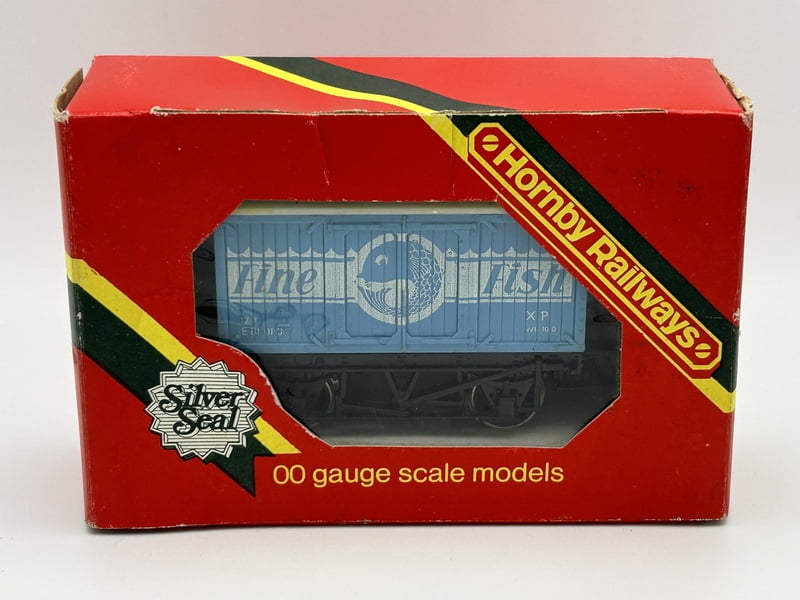 Hornby Railways
Fine Fish
XP
Silver
Seal
00 gauge scale models